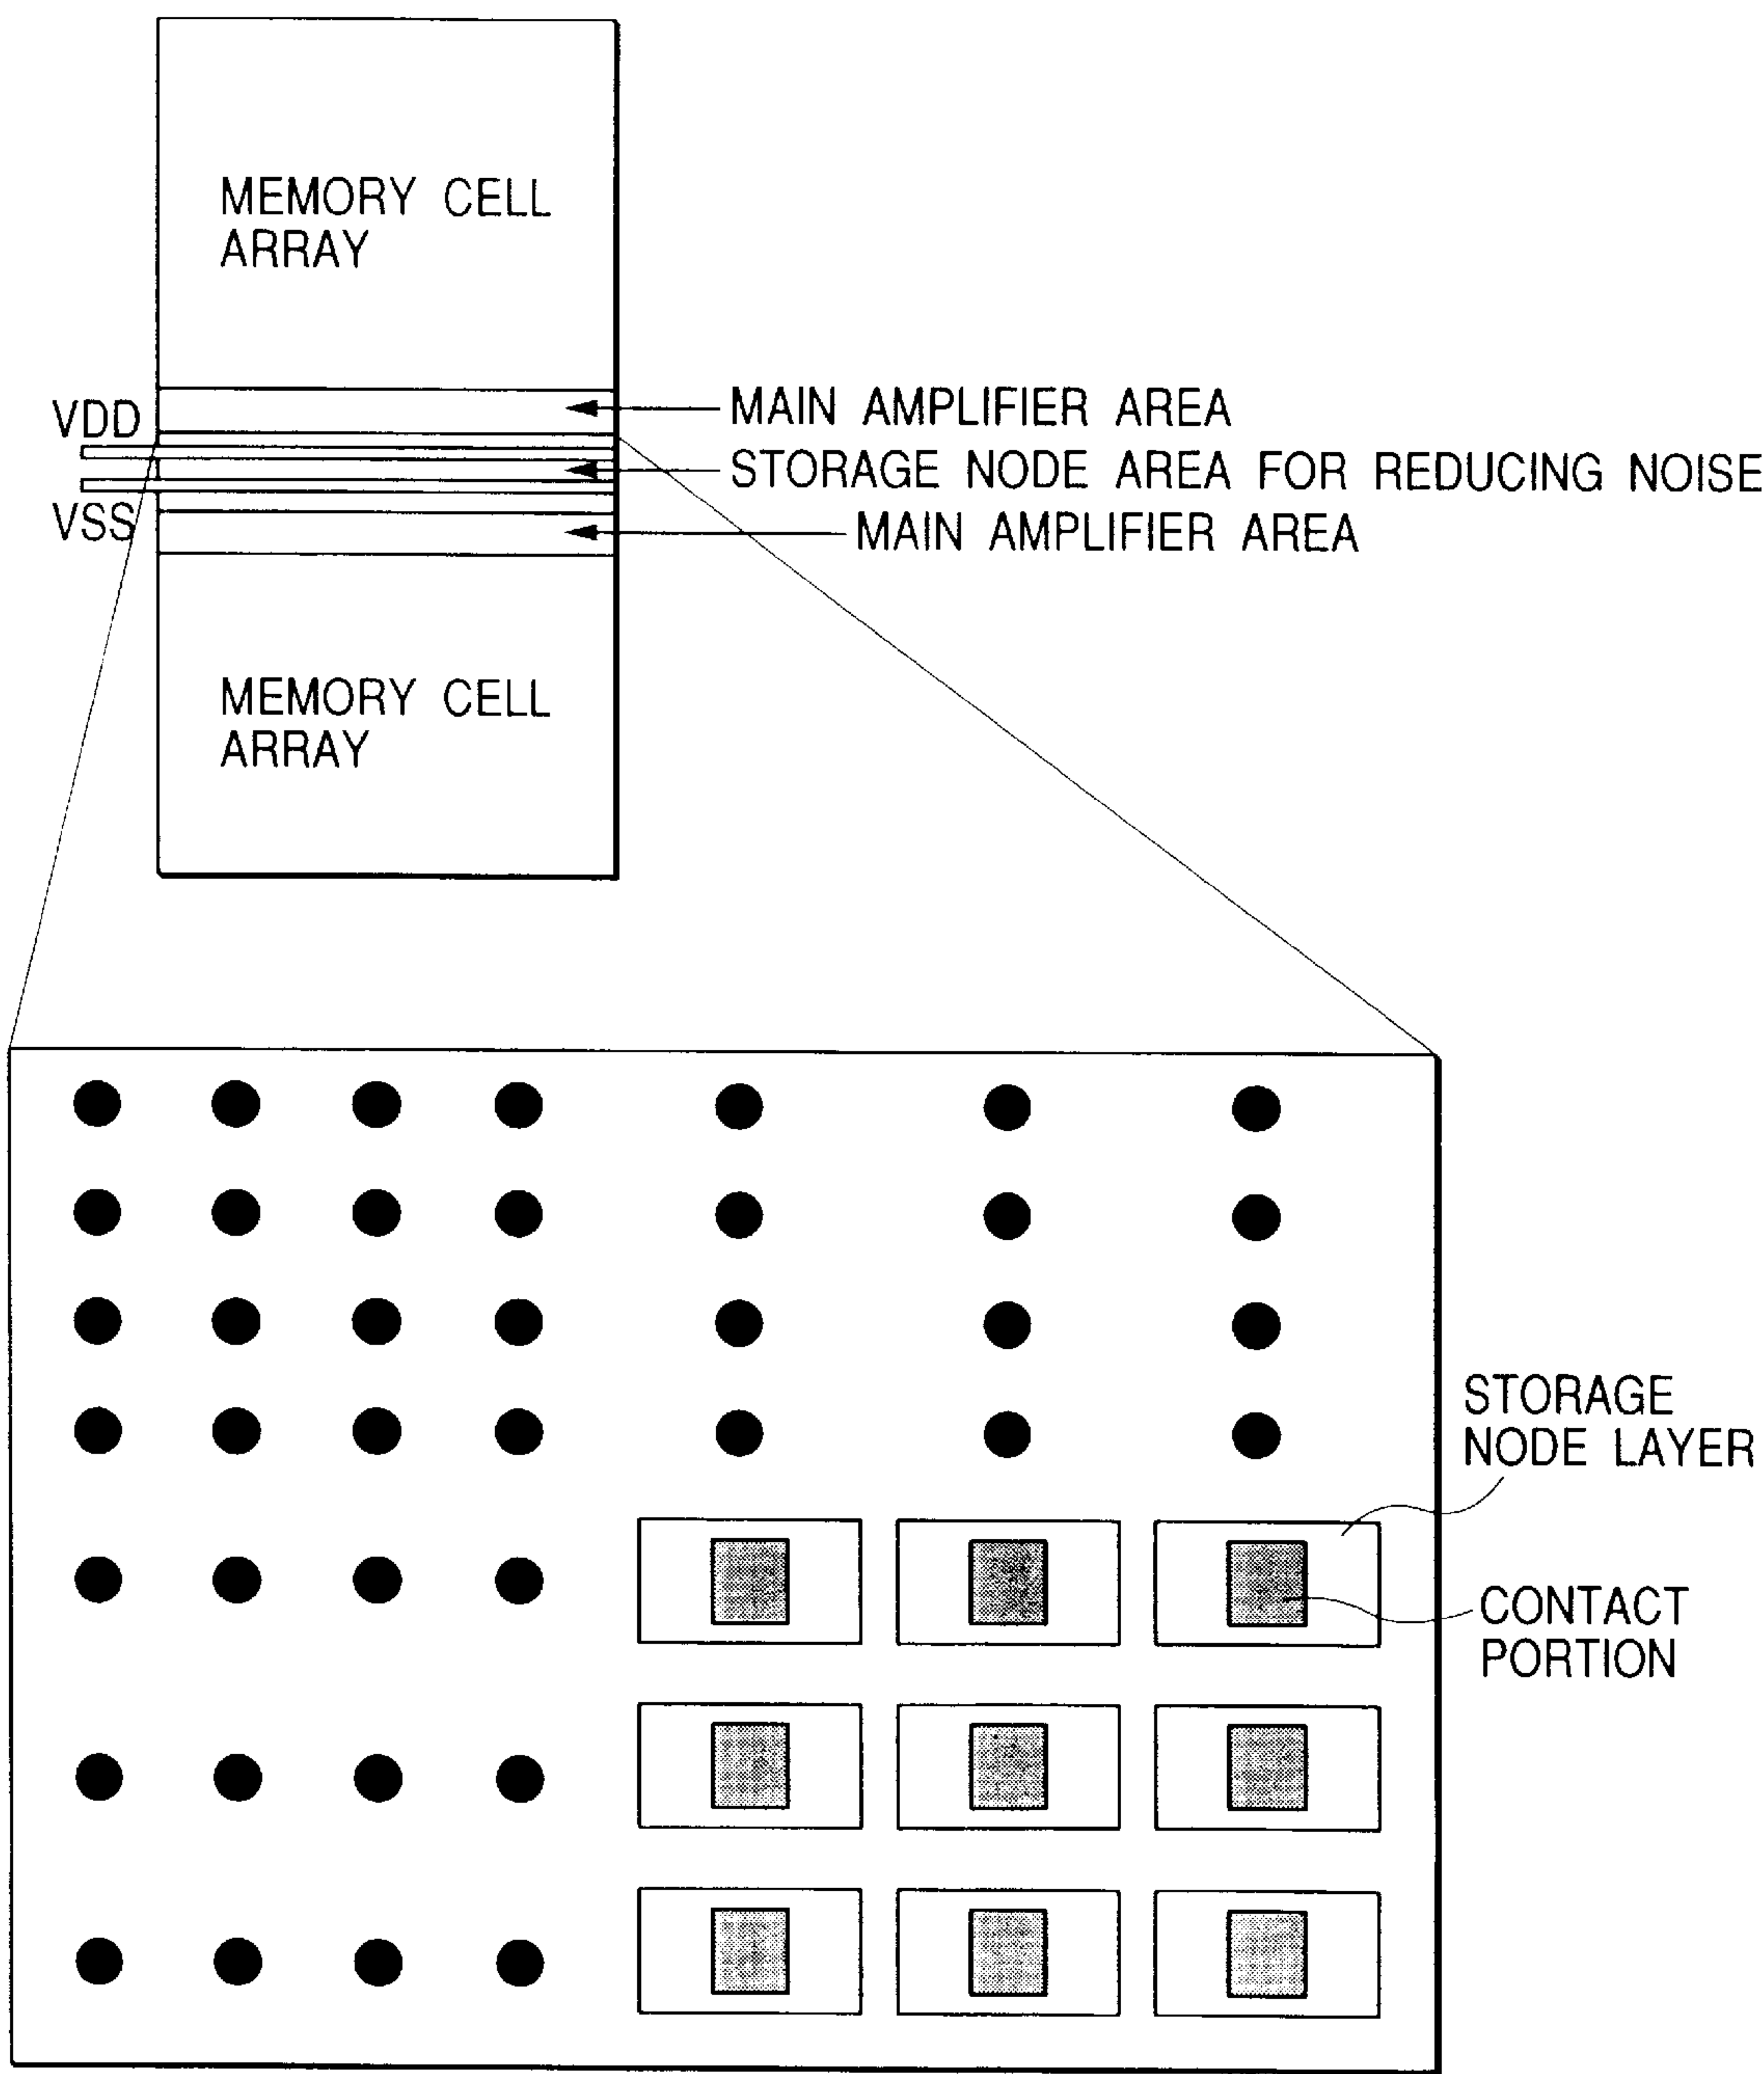 MEMORY CELL
ARRAY
VDD
MAIN AMPLIFIER AREA
STORAGE NODE AREA FOR REDUCING NOISE
VSS
MAIN AMPLIFIER AREA
MEMORY CELL
ARRAY
STORAGE
NODE LAYER
CONTACT
PORTION